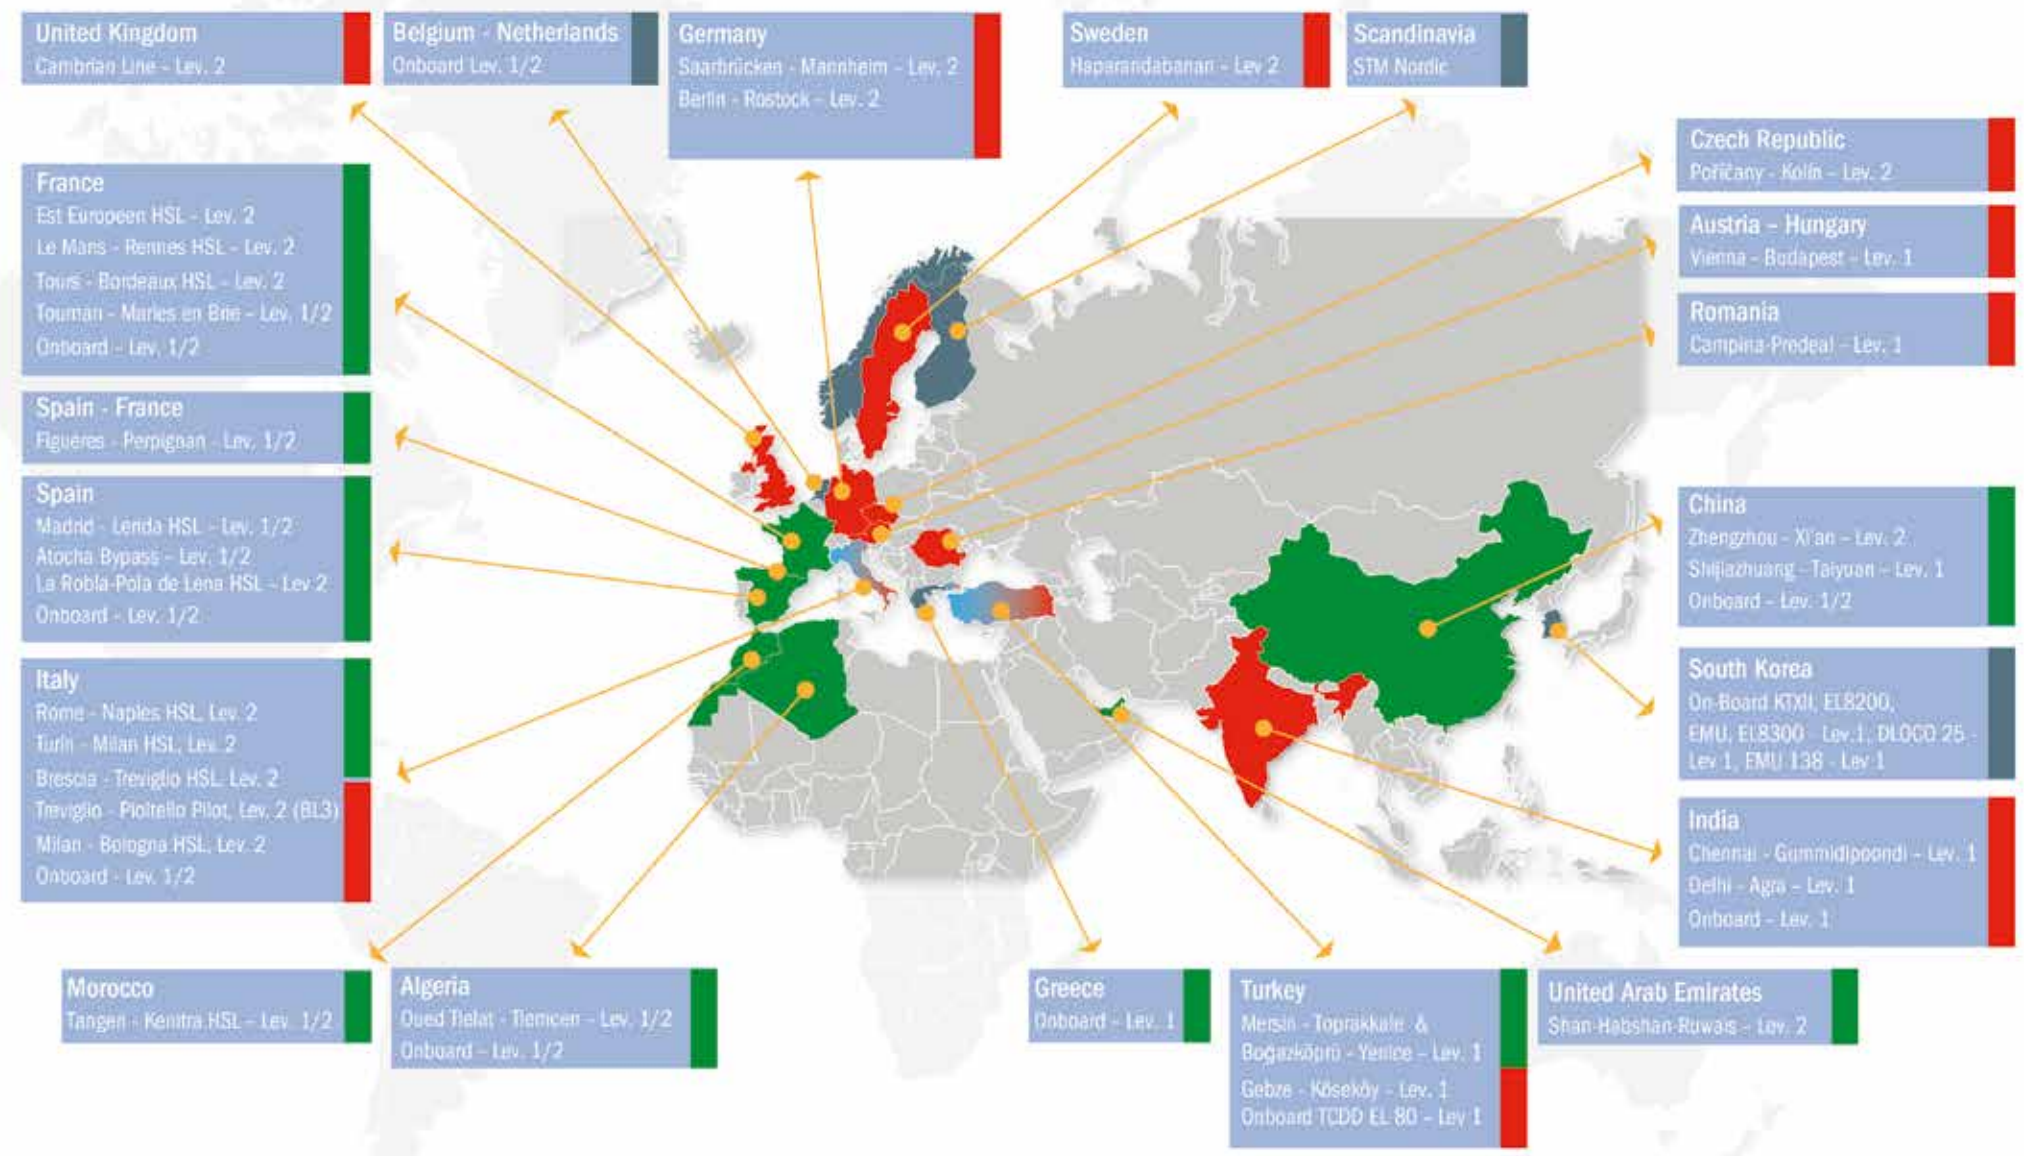 United Kingdom
Cambrian Line - Lev. 2
Belgium - Netherlands
Onboard Lev. 1/2
Germany
Saarbrücken - Mannheim - Lev. 2
Berlin - Rostock - Lev. 2
Sweden
Haparandabanan - Lev 2
Scandinavia
STM Nordic
Czech Republic
Poříčany - Kolín - Lev. 2
Austria - Hungary
Vienna - Budapest - Lev. 1
Romania
Campina-Predeal - Lev. 1
France
Est Europeen HSL - Lev. 2
Le Mans - Rennes HSL - Lev. 2
Tours - Bordeaux HSL - Lev. 2
Tournan - Marles en Brie - Lev. 1/2
Onboard - Lev. 1/2
Spain - France
Figueres - Perpignan - Lev. 1/2
Spain
Madrid - Lerida HSL - Lev. 1/2
Atocha Bypass - Lev. 1/2
La Robla-Pola de Lena HSL - Lev 2
Onboard - Lev. 1/2
Italy
Rome - Naples HSL, Lev. 2
Turin - Milan HSL, Lev. 2
Brescia - Treviglio HSL, Lev. 2
Treviglio - Pioltello Pilot, Lev. 2 (BL3)
Milan - Bologna HSL, Lev. 2
Onboard - Lev. 1/2
China
Zhengzhou - Xi'an - Lev. 2
Shijiazhuang - Taiyuan - Lev. 1
Onboard - Lev. 1/2
South Korea
On-Board KTXII, EL8200,
EMU, EL8300 - Lev.1, DLOCO 25 -
Lev 1, EMU 138 - Lev 1
India
Chennai - Gummidipoondi - Lev. 1
Delhi - Agra - Lev. 1
Onboard - Lev. 1
Morocco
Tangeri - Kenitra HSL - Lev. 1/2
Algeria
Oued Tlelat - Tlemcen - Lev. 1/2
Onboard - Lev. 1/2
Greece
Onboard - Lev. 1
Turkey
Mersin - Toprakkale &
Boğazköprü - Yenice - Lev. 1
Gebze - Köseköy - Lev. 1
Onboard TCDD EL 80 - Lev 1
United Arab Emirates
Shan-Habshan-Ruwais - Lev. 2